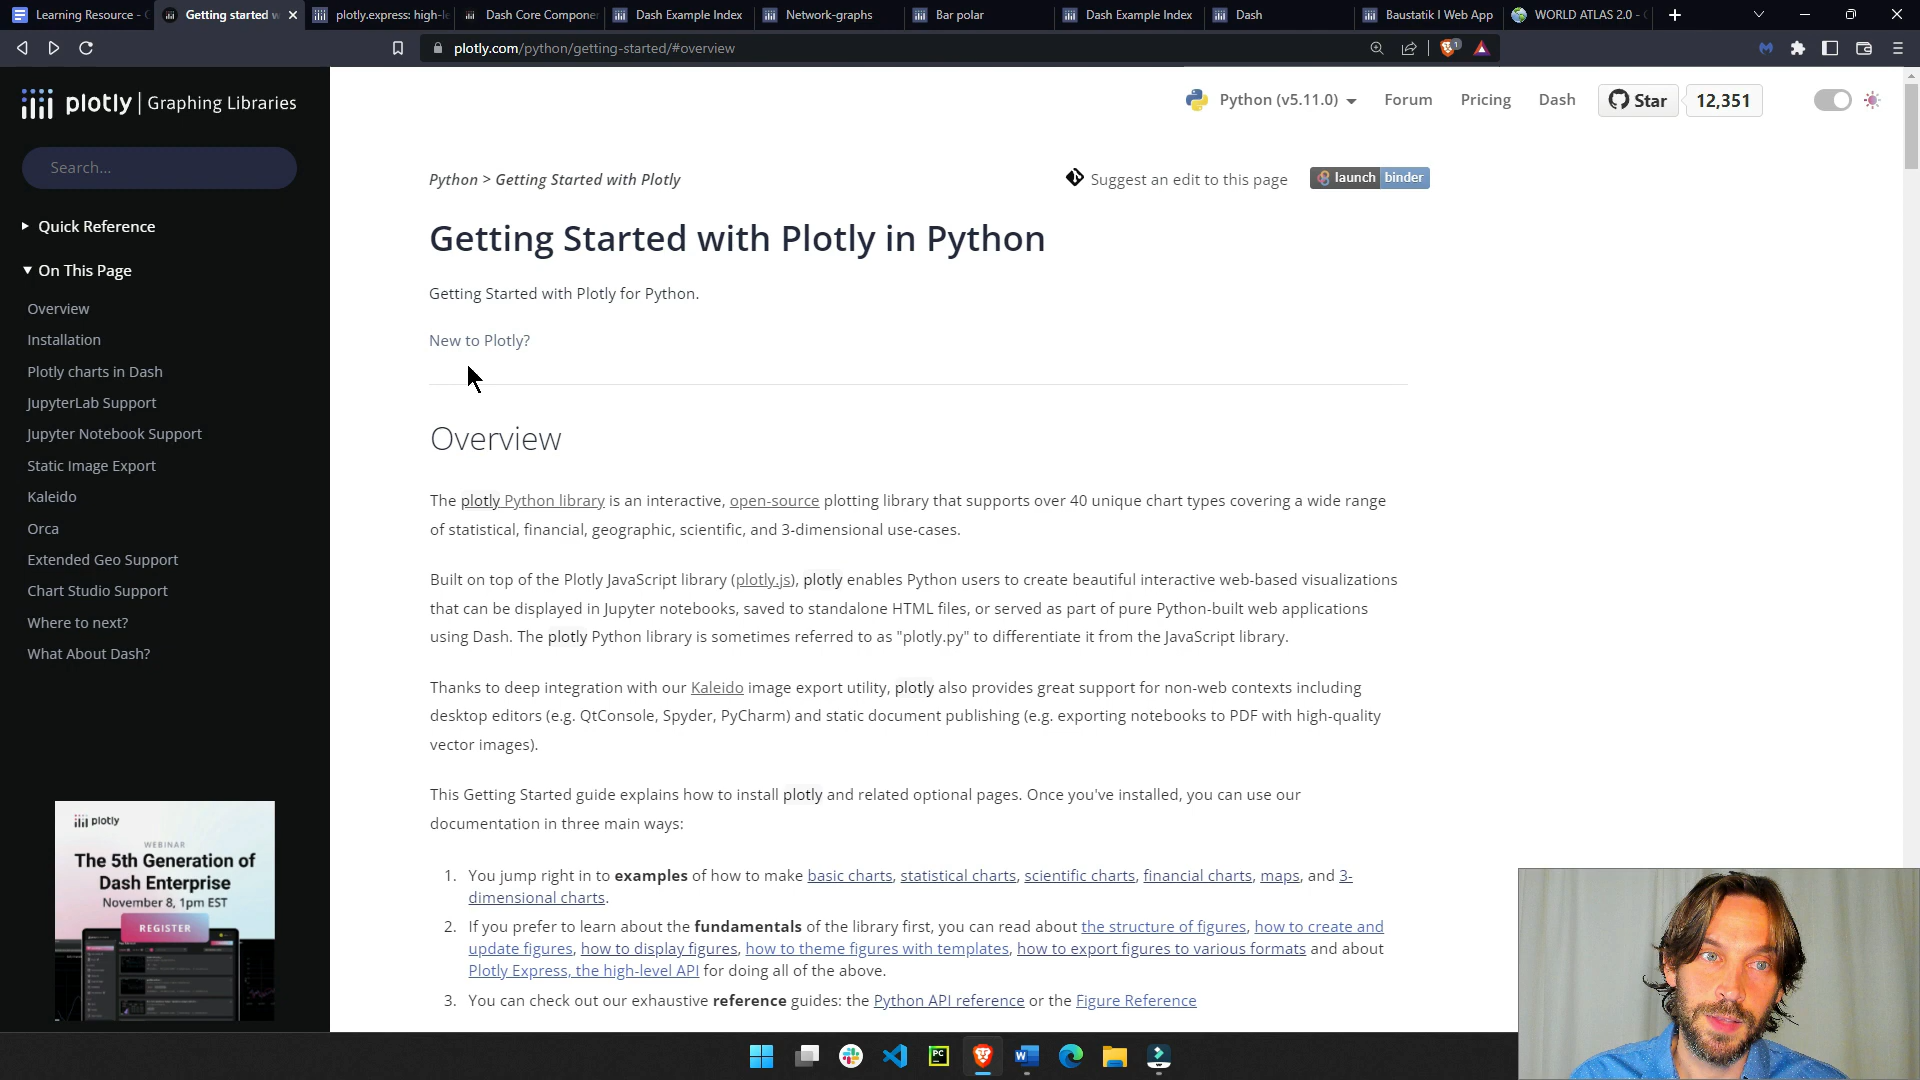 Learning Resource -
Getting started w
plotly.express: high-le
Dash Core Componen
Dash Example Index
Network-graphs
Bar polar
Dash Example Index
Dash
Baustatik I Web App
WORLD ATLAS 2.0 -
plotly.com/python/getting-started/#overview
1
plotly | Graphing Libraries
Search...
Quick Reference
On This Page
Overview
Installation
Plotly charts in Dash
JupyterLab Support
Jupyter Notebook Support
Static Image Export
Kaleido
Orca
Extended Geo Support
Chart Studio Support
Where to next?
What About Dash?
plotly
WEBINAR
The 5th Generation of
Dash Enterprise
November 8, 1pm EST
REGISTER
Python (v5.11.0)
Forum
Pricing
Dash
Star
12,351
Python > Getting Started with Plotly
Suggest an edit to this page
launch binder
Getting Started with Plotly in Python
Getting Started with Plotly for Python.
New to Plotly?
Overview
The plotly Python library is an interactive, open-source plotting library that supports over 40 unique chart types covering a wide range
of statistical, financial, geographic, scientific, and 3-dimensional use-cases.
Built on top of the Plotly JavaScript library (plotly.js), plotly enables Python users to create beautiful interactive web-based visualizations
that can be displayed in Jupyter notebooks, saved to standalone HTML files, or served as part of pure Python-built web applications
using Dash. The plotly Python library is sometimes referred to as "plotly.py" to differentiate it from the JavaScript library.
Thanks to deep integration with our Kaleido image export utility, plotly also provides great support for non-web contexts including
desktop editors (e.g. QtConsole, Spyder, PyCharm) and static document publishing (e.g. exporting notebooks to PDF with high-quality
vector images).
This Getting Started guide explains how to install plotly and related optional pages. Once you've installed, you can use our
documentation in three main ways:
1. You jump right in to examples of how to make basic charts, statistical charts, scientific charts, financial charts, maps, and 3-
dimensional charts.
2. If you prefer to learn about the fundamentals of the library first, you can read about the structure of figures, how to create and
update figures, how to display figures, how to theme figures with templates, how to export figures to various formats and about
Plotly Express, the high-level API for doing all of the above.
3. You can check out our exhaustive reference guides: the Python API reference or the Figure Reference
PC
W